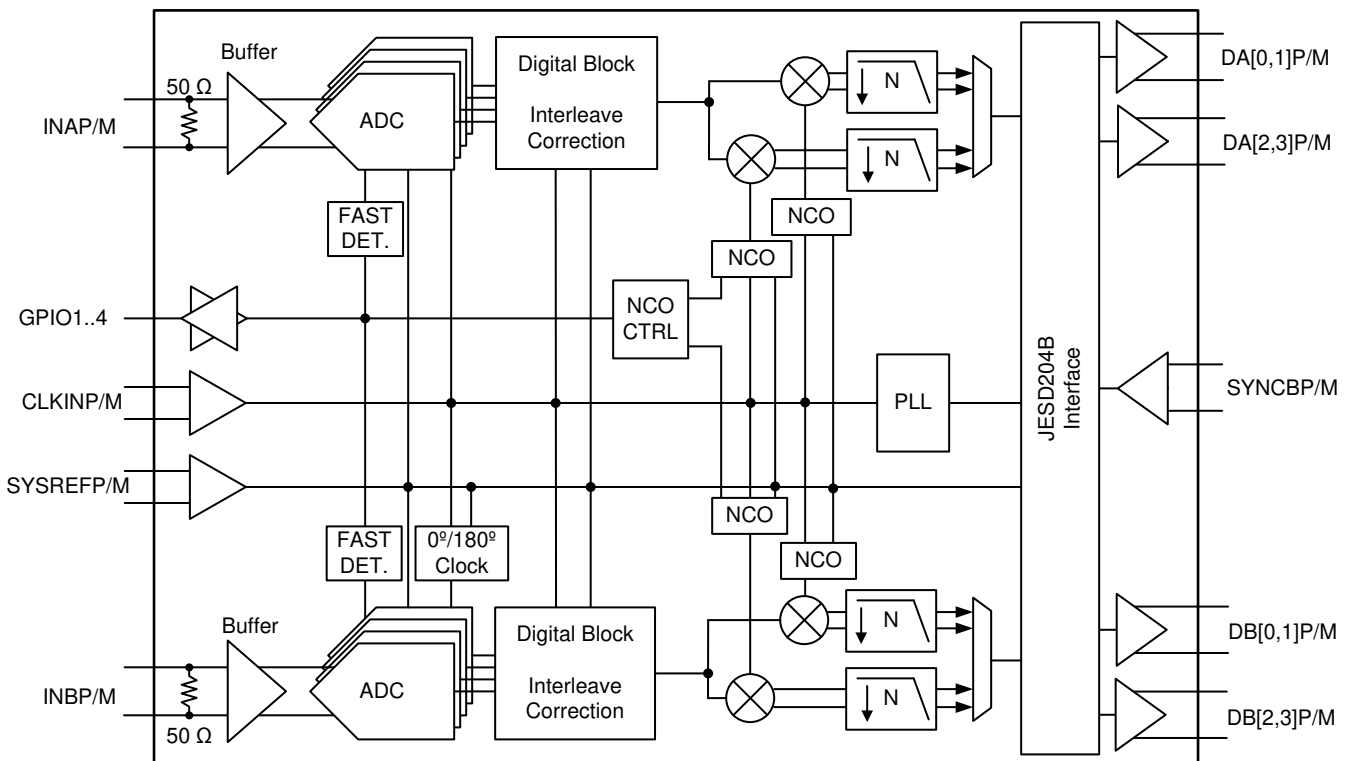 Buffer
50 Ω
INAP/M
ADC
Digital Block
Interleave
Correction
N
N
DA[0,1]P/M
DA[2,3]P/M
FAST
DET.
NCO
NCO
GPIO1..4
NCO
CTRL
CLKINP/M
PLL
JESD204B
Interface
SYNCBP/M
SYSREFP/M
NCO
FAST
DET.
0º/180º
Clock
NCO
Buffer
INBP/M
50 Ω
ADC
Digital Block
Interleave
Correction
N
N
DB[0,1]P/M
DB[2,3]P/M